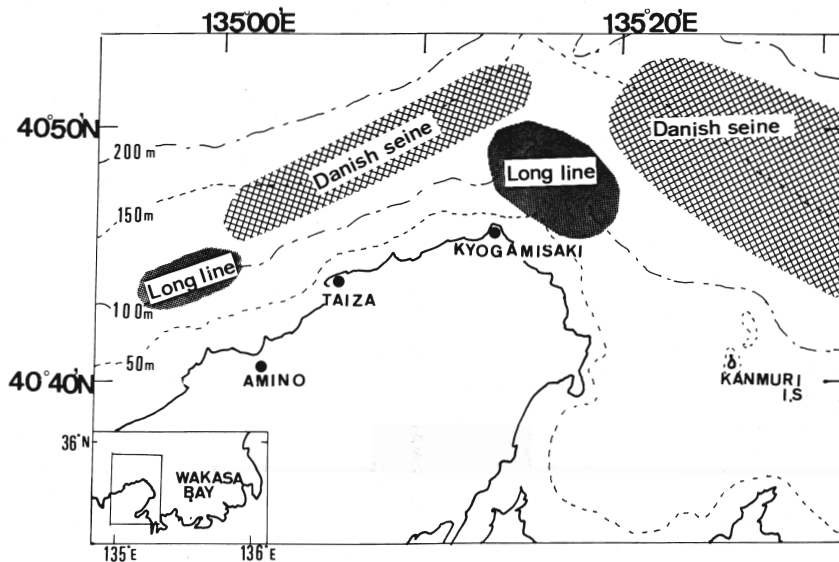 135°00'E
135°20'E
40°50'N
200 m
Danish seine
Danish seine
Long line
150m
KYOGAMISAKI
Long line
TAIZA
100m
50m
40°40'N
AMINO
KANMURI
I,S
36°N
WAKASA
BAY
135°E
136°E